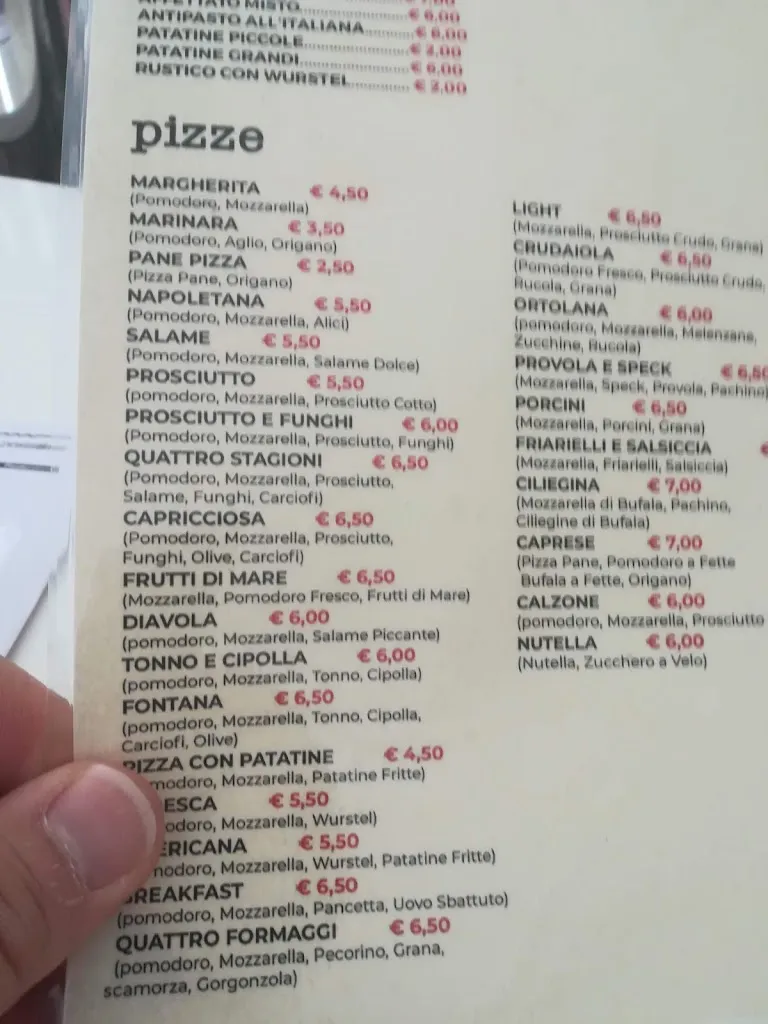 AFFETTATO MISTO
ANTIPASTO ALL'ITALIANA € 6,00
PATATINE PICCOLE
PATATINE GRANDI
RUSTICO CON WURSTEL
pizze
MARGHERITA € 4,50
(Pomodoro, Mozzarella)
MARINARA € 3,50
(Pomodoro, Aglio, Origano)
PANE PIZZA € 2,50
(Pizza Pane, Origano)
NAPOLETANA € 5,50
(Pomodoro, Mozzarella, Alici)
SALAME € 5,50
(Pomodoro, Mozzarella, Salame Dolce)
PROSCIUTTO € 5,50
(pomodoro, Mozzarella, Prosciutto Cotto)
PROSCIUTTO E FUNGHI € 6,00
(Pomodoro, Mozzarella, Prosciutto, Funghi)
QUATTRO STAGIONI € 6,50
(Pomodoro, Mozzarella, Prosciutto,
Salame, Funghi, Carciofi)
CAPRICCIOSA € 6,50
(Pomodoro, Mozzarella, Prosciutto,
Funghi, Olive, Carciofi)
FRUTTI DI MARE € 6,50
(Mozzarella, Pomodoro Fresco, Frutti di Mare)
DIAVOLA € 6,00
(pomodoro, Mozzarella, Salame Piccante)
TONNO E CIPOLLA € 6,00
(pomodoro, Mozzarella, Tonno, Cipolla)
FONTANA € 6,50
(pomodoro, Mozzarella, Tonno, Cipolla,
Carciofi, Olive)
PIZZA CON PATATINE € 4,50
modoro, Mozzarella, Patatine Fritte)
ESCA € 5,50
odoro, Mozzarella, Wurstel)
ERICANA € 5,50
modoro, Mozzarella, Wurstel, Patatine Fritte)
BREAKFAST € 6,50
(pomodoro, Mozzarella, Pancetta, Uovo Sbattuto)
QUATTRO FORMAGGI € 6,50
(pomodoro, Mozzarella, Pecorino, Grana,
scamorza, Gorgonzola)
LIGHT € 6,50
(Mozzarella, Prosciutto Crudo, Grana)
CRUDAIOLA € 6,50
(Pomodoro Fresco, Prosciutto Crudo,
Rucola, Grana)
ORTOLANA € 6,00
(pomodoro, Mozzarella, Melanzane,
Zucchine, Rucola)
PROVOLA E SPECK € 6,50
(Mozzarella, Speck, Provola, Pachino)
PORCINI € 6,50
(Mozzarella, Porcini, Grana)
FRIARIELLI E SALSICCIA €
(Mozzarella, Friarielli, Salsiccia)
CILIEGINA € 7,00
(Mozzarella di Bufala, Pachino,
Ciliegine di Bufala)
CAPRESE € 7,00
(Pizza Pane, Pomodoro a Fette
Bufala a Fette, Origano)
CALZONE € 6,00
(pomodoro, Mozzarella, Prosciutto
NUTELLA € 6,00
(Nutella, Zucchero a Velo)